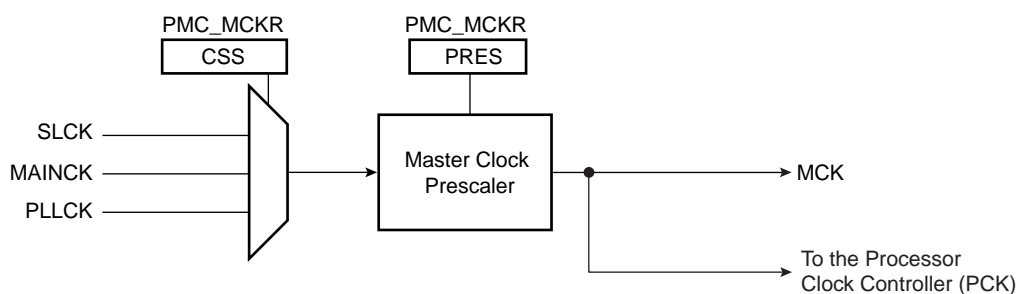 PMC_MCKR
PMC_MCKR
CSS
PRES
SLCK
MAINCK
PLLCK
Master Clock
Prescaler
MCK
To the Processor
Clock Controller (PCK)